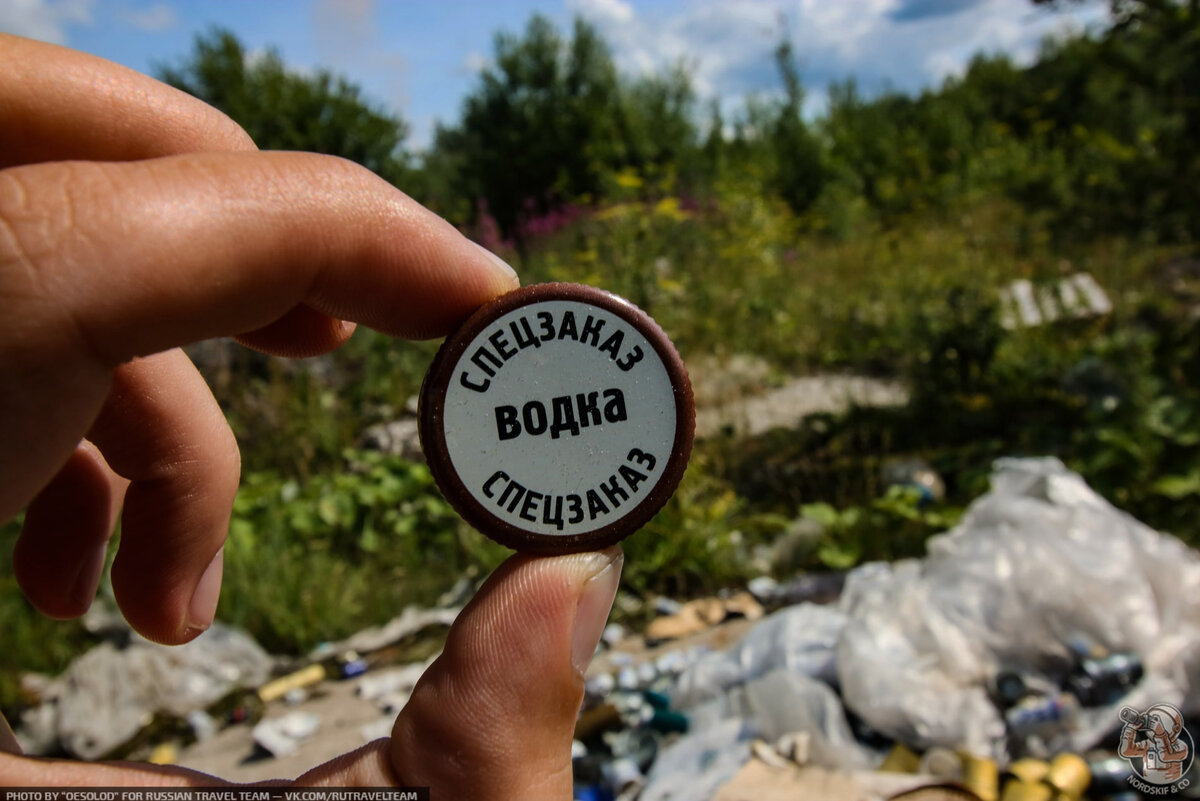 СПЕЦЗАКАЗ
водка
СПЕЦЗАКАЗ
PHOTO BY "OESOLOD" FOR RUSSIAN TRAVEL TEAM — VK.COM/RUTRAVELTEAM
NORDSKIF & CO